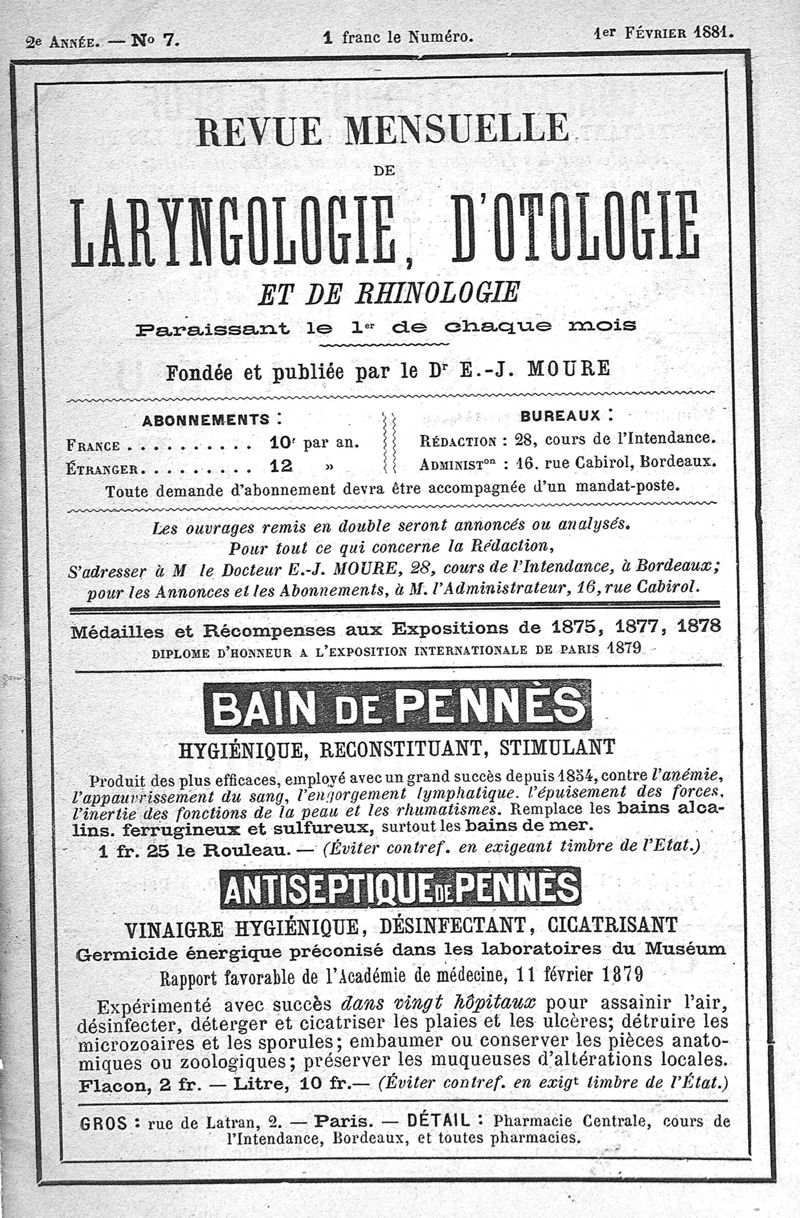 2e ANNÉE. — No 7.
1 franc le Numéro.
1er FÉVRIER 1881.
REVUE MENSUELLE
DE
LARYNGOLOGIE, D'OTOLOGIE
ET DE RHINOLOGIE
Paraissant le 1er de chaque mois
Fondée et publiée par le Dr E.-J. MOURE
ABONNEMENTS :
FRANCE . . . . . . . . . . 10f par an.
ÉTRANGER. . . . . . . . . 12 »
BUREAUX :
RÉDACTION : 28, cours de l'Intendance.
ADMINISTon : 16. rue Cabirol, Bordeaux.
Toute demande d'abonnement devra être accompagnée d'un mandat-poste.
Les ouvrages remis en double seront annoncés ou analysés.
Pour tout ce qui concerne la Rédaction,
S'adresser à M le Docteur E.-J. MOURE, 28, cours de l'Intendance, à Bordeaux;
pour les Annonces et les Abonnements, à M. l'Administrateur, 16, rue Cabirol.
Médailles et Récompenses aux Expositions de 1875, 1877, 1878
DIPLOME D'HONNEUR A L'EXPOSITION INTERNATIONALE DE PARIS 1879
BAIN DE PENNÈS
HYGIÉNIQUE, RECONSTITUANT, STIMULANT
Produit des plus efficaces, employé avec un grand succès depuis 1854, contre l'anémie,
l'appauvrissement du sang, l'engorgement lymphatique. l'épuisement des forces,
l'inertie des fonctions de la peau et les rhumatismes. Remplace les bains alca-
lins. ferrugineux et sulfureux, surtout les bains de mer.
1 fr. 25 le Rouleau. — (Éviter contref. en exigeant timbre de l'Etat.)
ANTISEPTIQUE DE PENNÈS
VINAIGRE HYGIÉNIQUE, DÉSINFECTANT, CICATRISANT
Germicide énergique préconisé dans les laboratoires du Muséum
Rapport favorable de l'Académie de médecine, 11 février 1879
Expérimenté avec succès dans vingt hôpitaux pour assainir l'air,
désinfecter, déterger et cicatriser les plaies et les ulcères; détruire les
microzoaires et les sporules; embaumer ou conserver les pièces anato-
miques ou zoologiques; préserver les muqueuses d'altérations locales.
Flacon, 2 fr. — Litre, 10 fr.— (Éviter contref. en exigt timbre de l'État.)
GROS : rue de Latran, 2. — Paris. — DÉTAIL : Pharmacie Centrale, cours de
l'Intendance, Bordeaux, et toutes pharmacies.